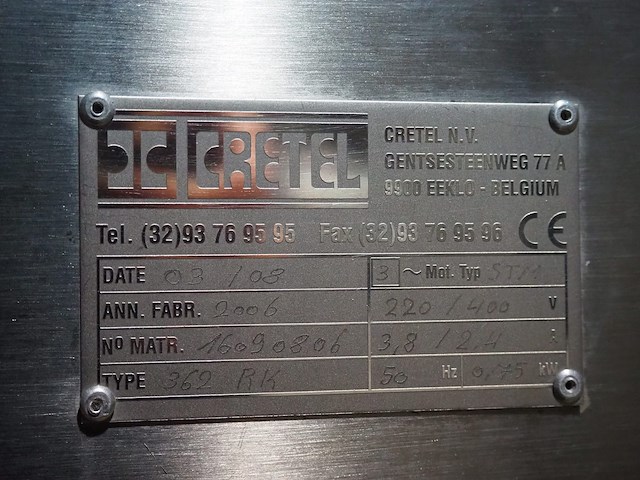 CRETEL
CRETEL N.V.
GENTSESTEENWEG 77 A
9900 EEKLO - BELGIUM
Tel. (32)93 76 95 95 Fax (32)93 76 95 96 CE
DATE 03/08 3~ Mot. Typ
ANN. FABR. 2006 220/400 V
Nº MATR. 16090806 3,8/2,4 A
TYPE 362 RK 50 Hz 0,75 kW